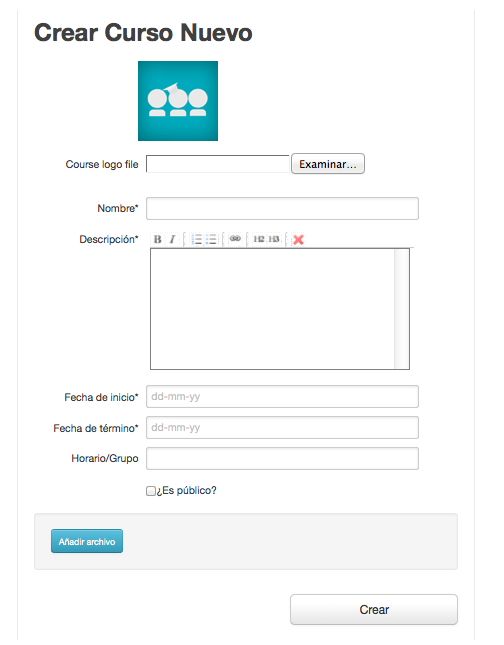 Crear Curso Nuevo
Course logo file
Examinar...
Nombre*
Descripción*
B I H2 H3
Fecha de inicio*
dd-mm-yy
Fecha de término*
dd-mm-yy
Horario/Grupo
¿Es público?
Añadir archivo
Crear